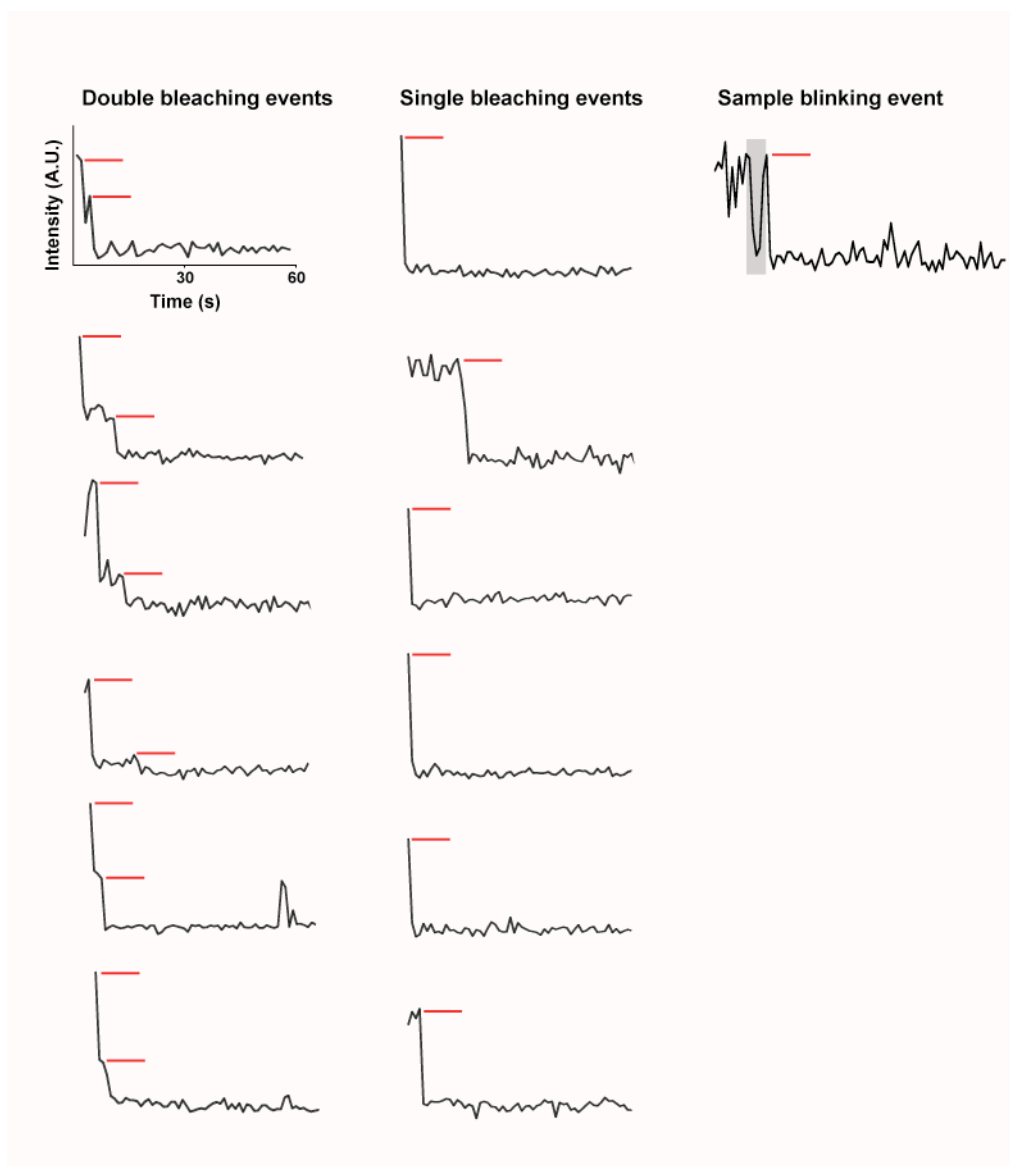 Double bleaching events
Single bleaching events
Sample blinking event
Intensity (A.U.)
30
60
Time (s)